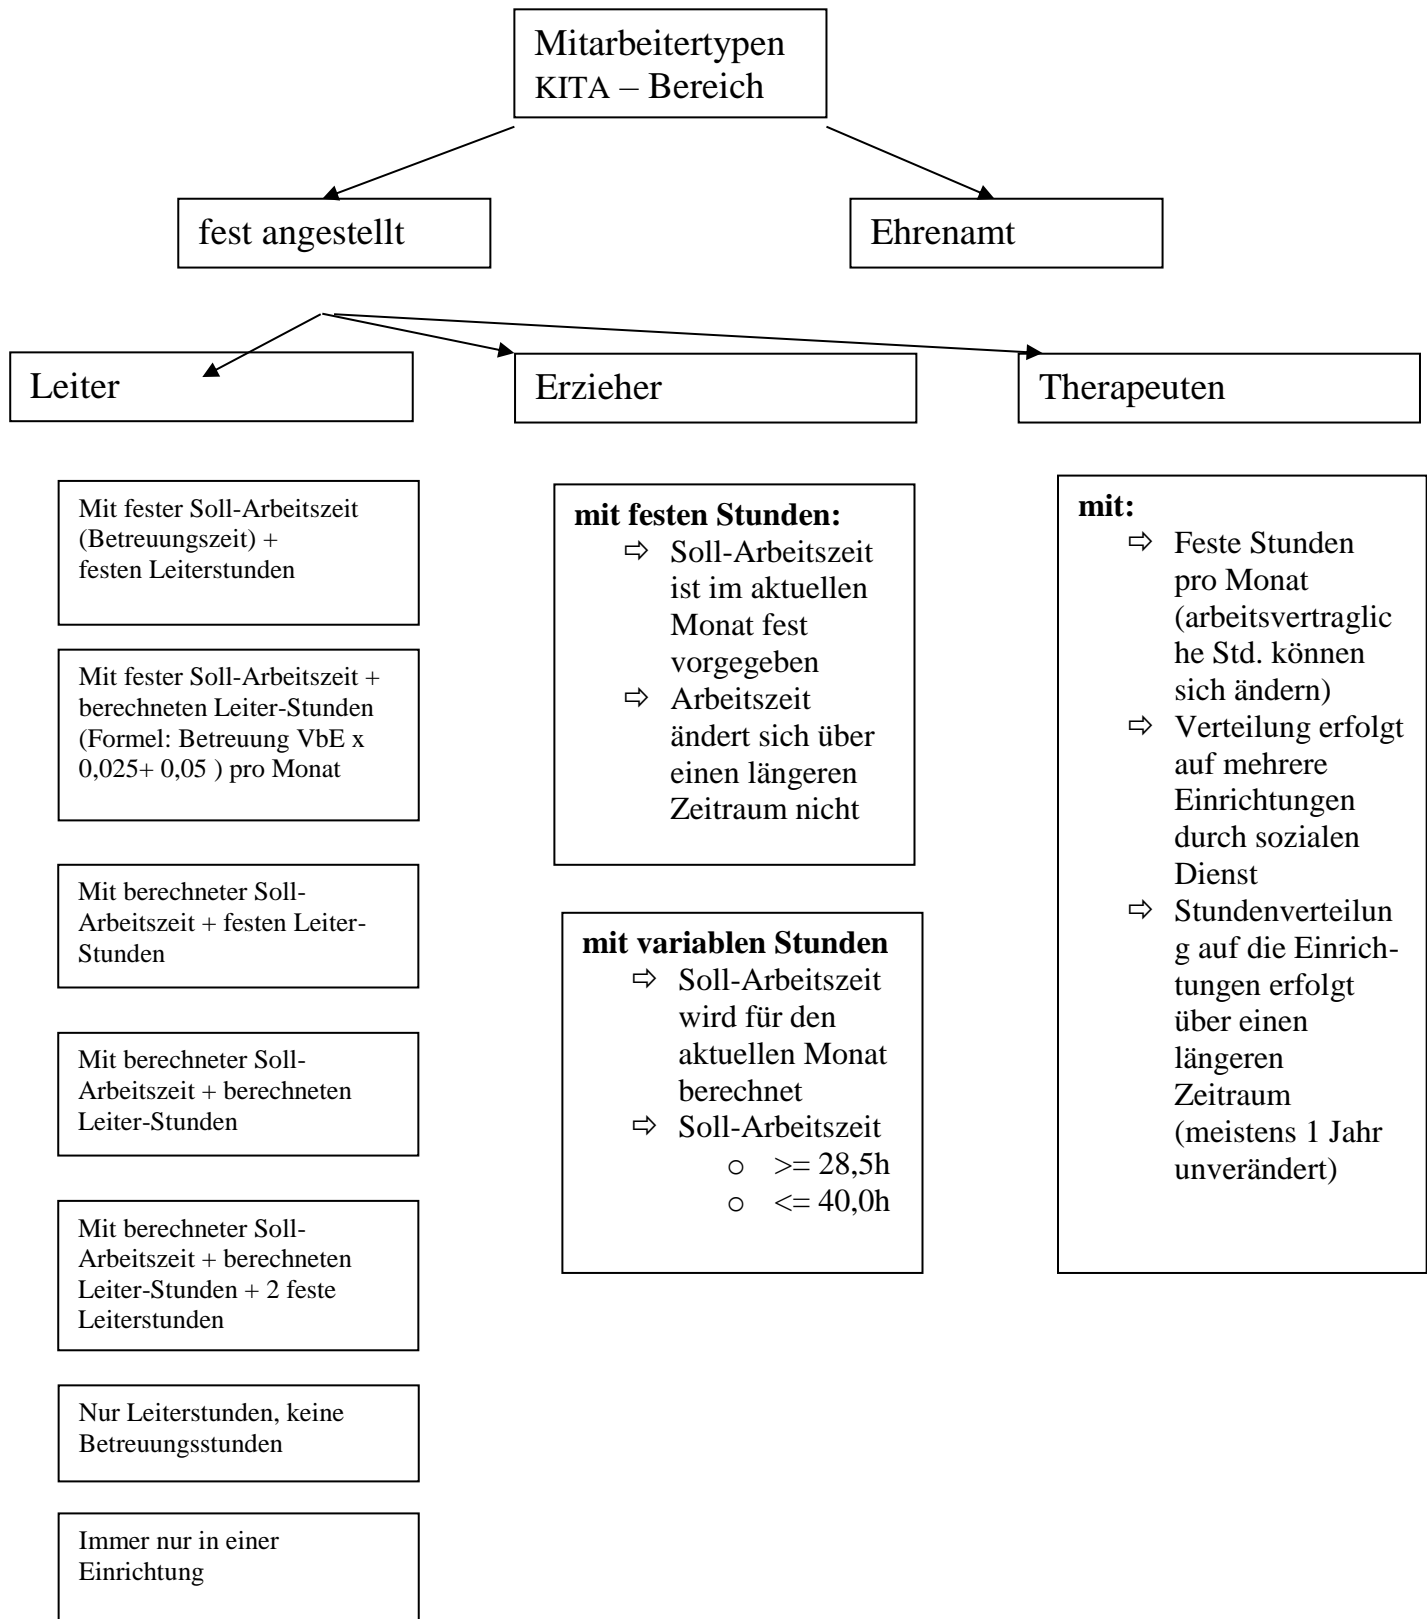 Mitarbeitertypen
KITA – Bereich
fest angestellt
Ehrenamt
Leiter
Erzieher
Therapeuten
Mit fester Soll-Arbeitszeit
(Betreuungszeit) +
festen Leiterstunden
Mit fester Soll-Arbeitszeit +
berechneten Leiter-Stunden
(Formel: Betreuung VbE x
0,025+ 0,05 ) pro Monat
Mit berechneter Soll-
Arbeitszeit + festen Leiter-
Stunden
Mit berechneter Soll-
Arbeitszeit + berechneten
Leiter-Stunden
Mit berechneter Soll-
Arbeitszeit + berechneten
Leiter-Stunden + 2 feste
Leiterstunden
Nur Leiterstunden, keine
Betreuungsstunden
Immer nur in einer
Einrichtung
mit festen Stunden:
⇨ Soll-Arbeitszeit
ist im aktuellen
Monat fest
vorgegeben
⇨ Arbeitszeit
ändert sich über
einen längeren
Zeitraum nicht
mit variablen Stunden
⇨ Soll-Arbeitszeit
wird für den
aktuellen Monat
berechnet
⇨ Soll-Arbeitszeit
o >= 28,5h
o <= 40,0h
mit:
⇨ Feste Stunden
pro Monat
(arbeitsvertraglic
he Std. können
sich ändern)
⇨ Verteilung erfolgt
auf mehrere
Einrichtungen
durch sozialen
Dienst
⇨ Stundenverteilun
g auf die Einrich-
tungen erfolgt
über einen
längeren
Zeitraum
(meistens 1 Jahr
unverändert)